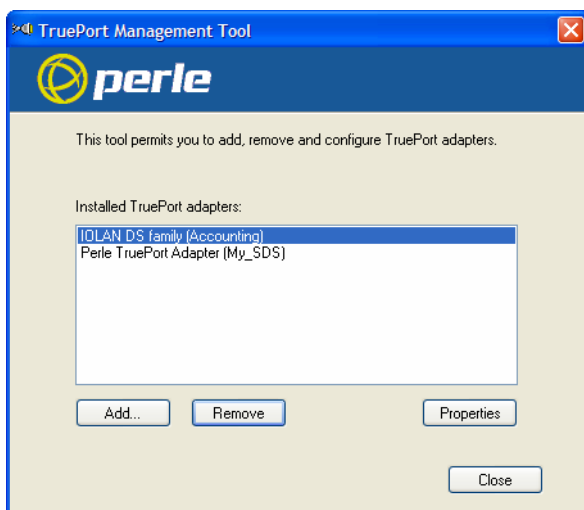 TruePort Management Tool
perle
This tool permits you to add, remove and configure TruePort adapters.
Installed TruePort adapters:
IOLAN DS family (Accounting)
Perle TruePort Adapter (My_SDS)
Add... Remove Properties
Close